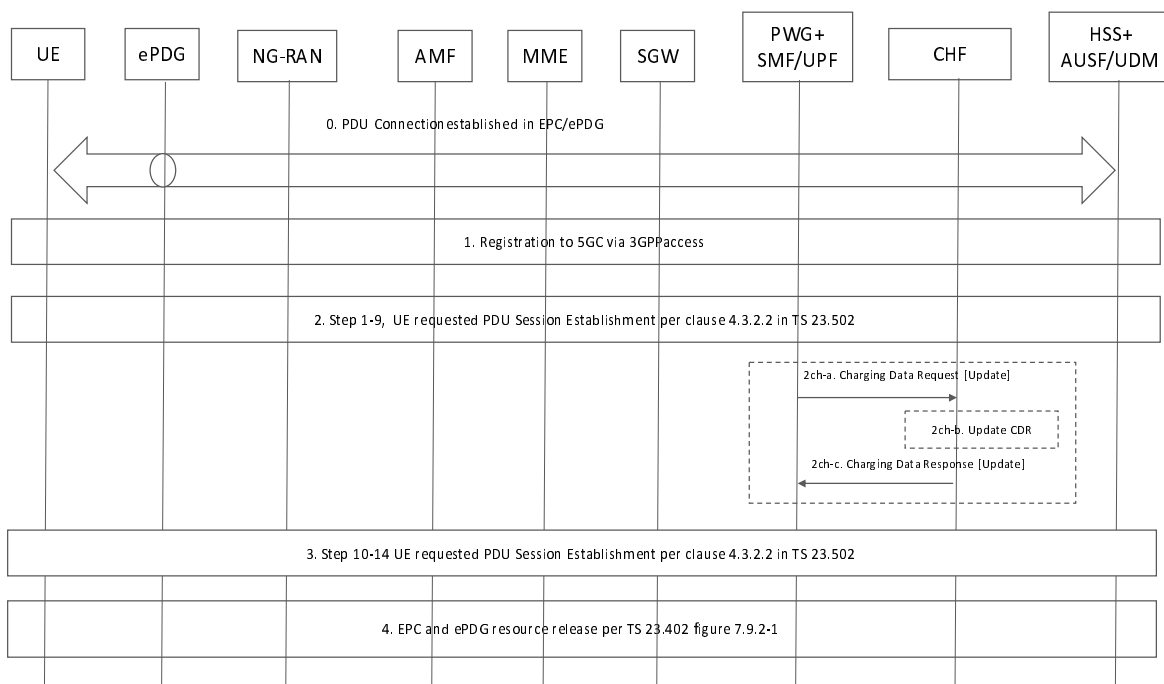 UE
ePDG
NG-RAN
AMF
MME
SGW
PWG+
SMF/UPF
CHF
HSS+
AUSF/UDM
0. PDU Connectionestablished in EPC/ePDG
1. Registration to 5GC via 3GPPaccess
2. Step 1-9, UE requested PDU Session Establishment per clause 4.3.2.2 in TS 23.502
2ch-a. Charging Data Request [Update]
2ch-b. Update CDR
2ch-c. Charging Data Response [Update]
3. Step 10-14 UE requested PDU Session Establishment per clause 4.3.2.2 in TS 23.502
4. EPC and ePDG resource release per TS 23.402 figure 7.9.2-1